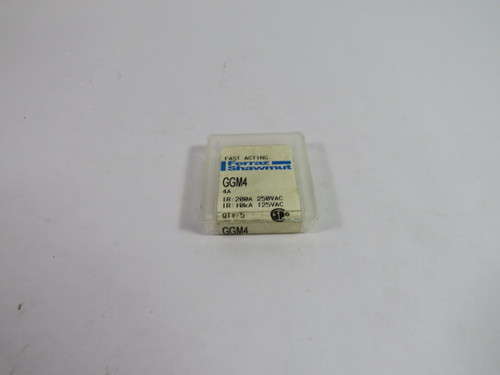 FAST ACTING
Ferraz
Shawmut
GGM4
4A
IR:200A 250VAC
IR:10kA 125VAC
QTY 5
GGM4